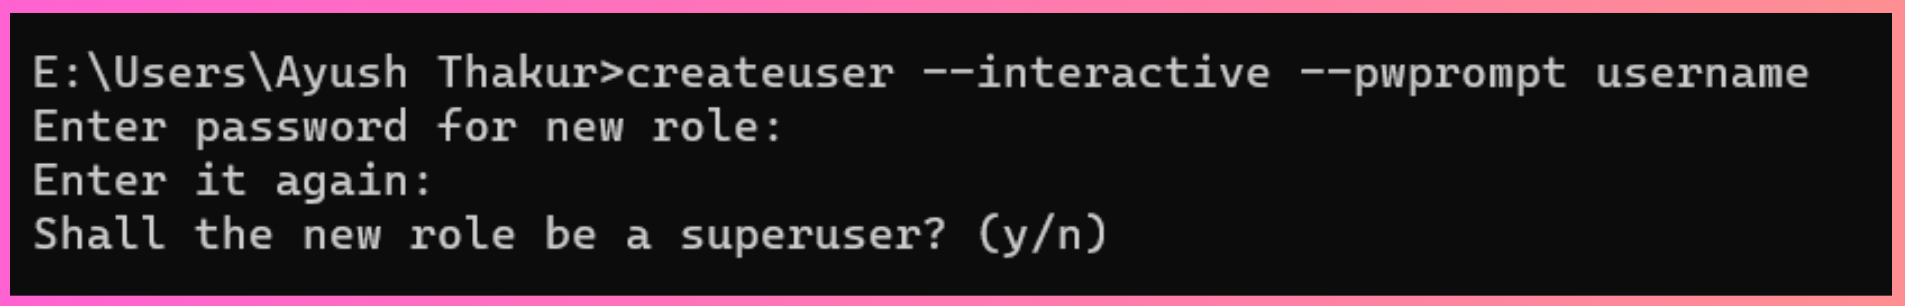 E:\Users\Ayush Thakur>createuser --interactive --pwprompt username
Enter password for new role:
Enter it again:
Shall the new role be a superuser? (y/n)